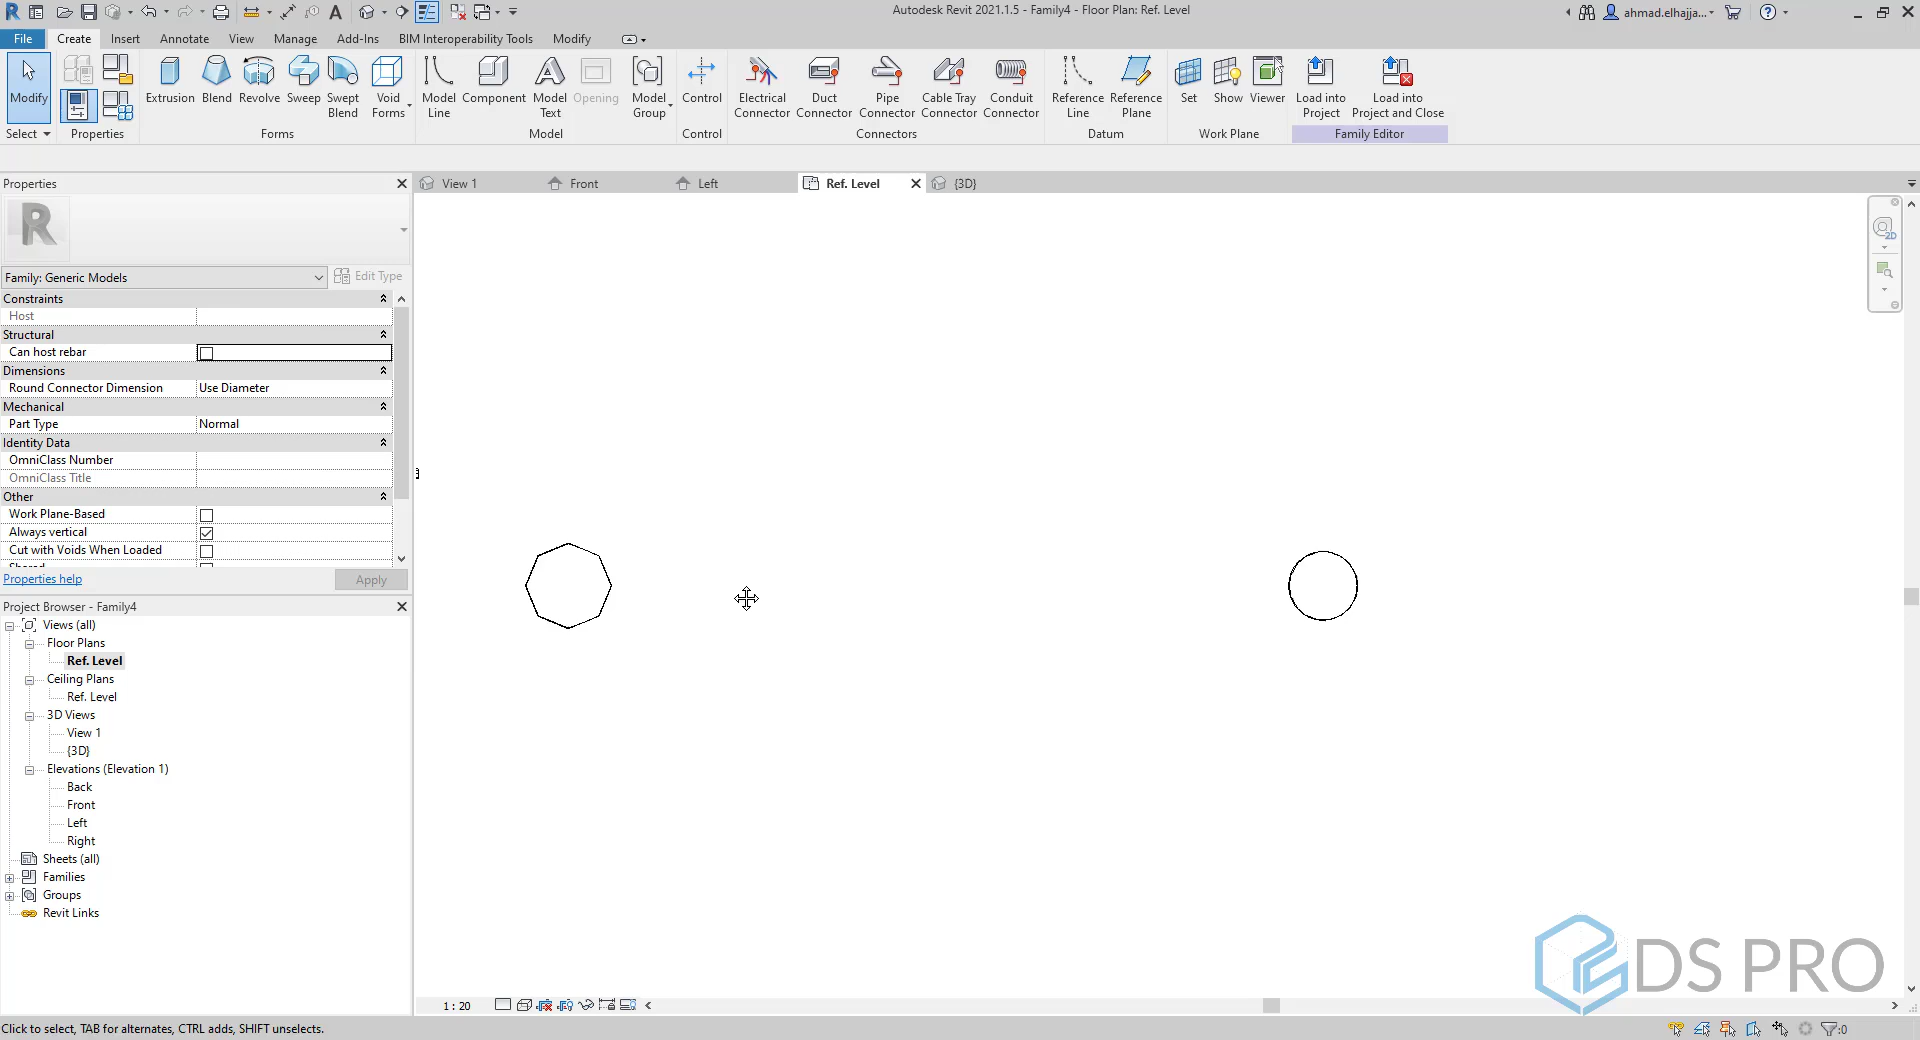 Autodesk Revit 2021.1.5 - Family4 - Floor Plan: Ref. Level
ahmad.elhajja...
File Create Insert Annotate View Manage Add-Ins BIM Interoperability Tools Modify
Modify
Extrusion Blend Revolve Sweep Swept Blend Void Forms
Model Line Component Model Text Opening Model Group
Control
Electrical Connector Duct Connector Pipe Connector Cable Tray Connector Conduit Connector
Reference Line Reference Plane
Set Show Viewer
Load into Project Load into Project and Close
Select Properties Forms Model Control Connectors Datum Work Plane Family Editor
Properties
View 1 Front Left Ref. Level {3D}
R
2D
Family: Generic Models Edit Type
Constraints
Host
Structural
Can host rebar
Dimensions
Round Connector Dimension Use Diameter
Mechanical
Part Type Normal
Identity Data
OmniClass Number
OmniClass Title
Other
Work Plane-Based
Always vertical
Cut with Voids When Loaded
Shared
Properties help Apply
Project Browser - Family4
Views (all)
Floor Plans
Ref. Level
Ceiling Plans
Ref. Level
3D Views
View 1
{3D}
Elevations (Elevation 1)
Back
Front
Left
Right
Sheets (all)
Families
Groups
Revit Links
DS PRO
1 : 20
Click to select, TAB for alternates, CTRL adds, SHIFT unselects.
:0